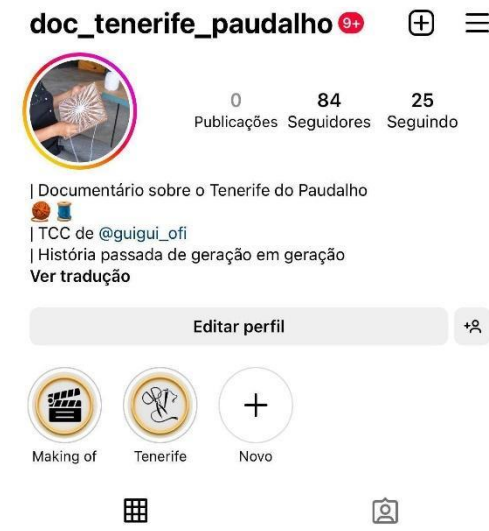 doc_tenerife_paudalho 9+
0 84 25
Publicações Seguidores Seguindo
| Documentário sobre o Tenerife do Paudalho
| TCC de @guigui_ofi
| História passada de geração em geração
Ver tradução
Editar perfil
Making of Tenerife Novo